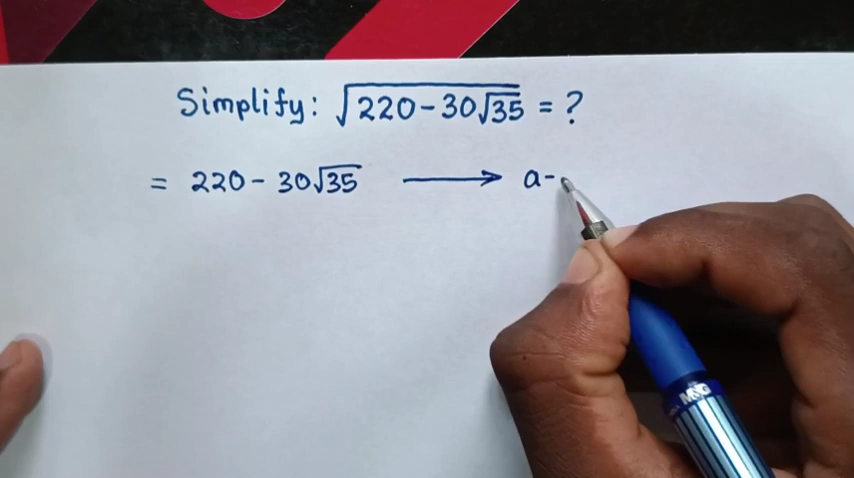 Simplify: √220-30√35 = ?
= 220 - 30√35 ⟶ a-
M&G